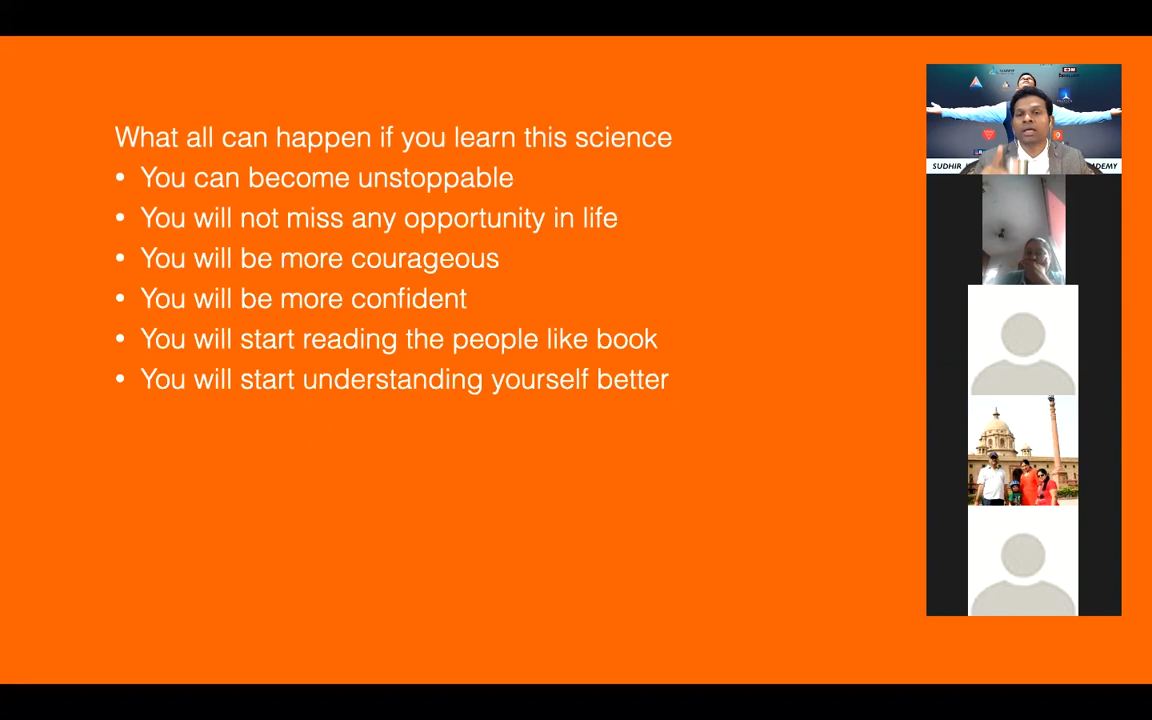 What all can happen if you learn this science
• You can become unstoppable
• You will not miss any opportunity in life
• You will be more courageous
• You will be more confident
• You will start reading the people like book
• You will start understanding yourself better
SUDHIR